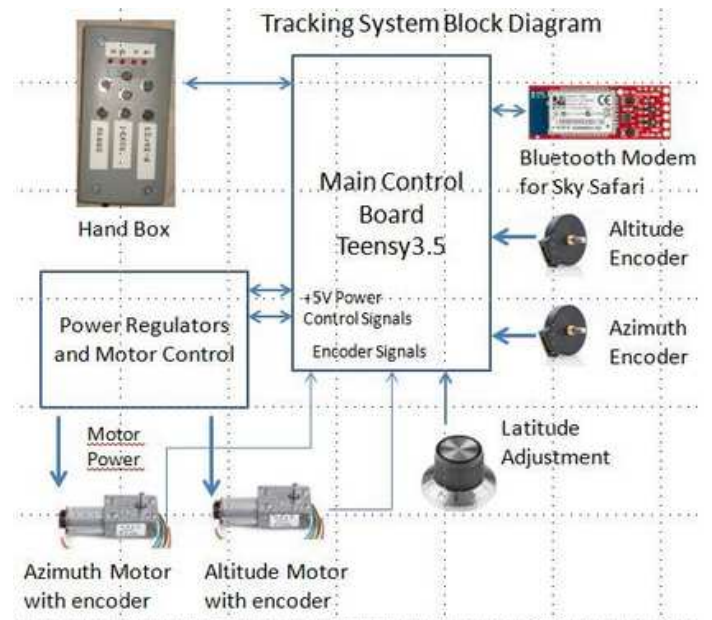 Tracking System Block Diagram
Hand Box
Main Control
Board
Teensy3.5
Bluetooth Modem
for Sky Safari
Altitude
Encoder
+5V Power
Control Signals
Encoder Signals
Azimuth
Encoder
Power Regulators
and Motor Control
Motor
Power
Latitude
Adjustment
Azimuth Motor
with encoder
Altitude Motor
with encoder